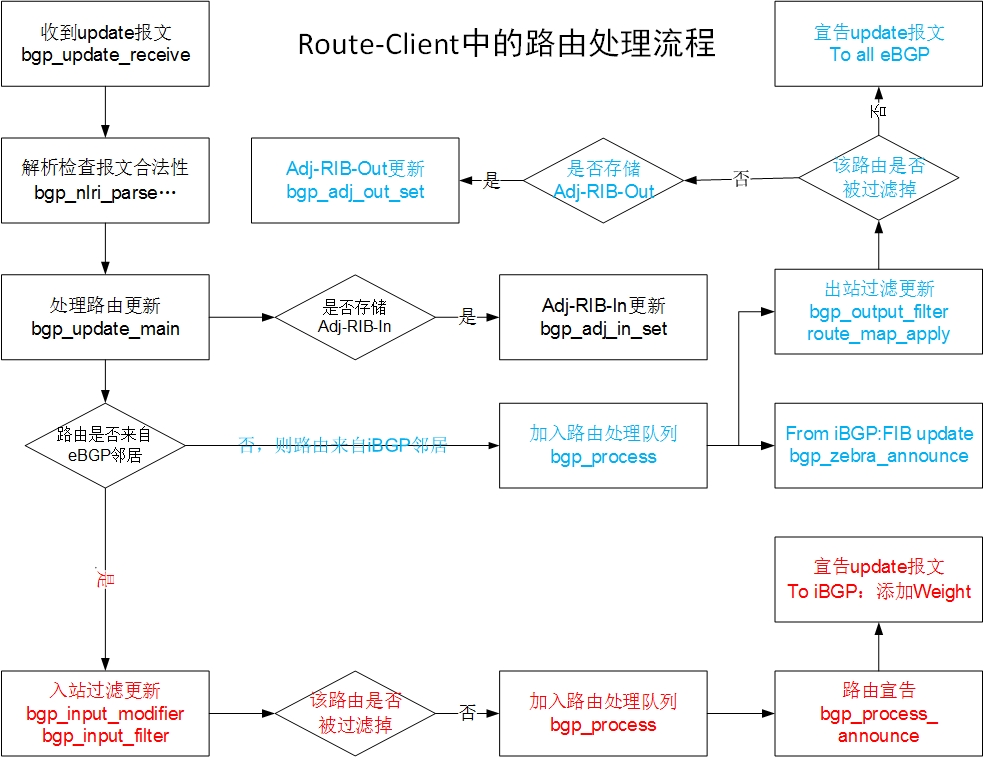 Route-Client中的路由处理流程
收到update报文
bgp_update_receive
宣告update报文
To all eBGP
否
解析检查报文合法性
bgp_nlri_parse…
Adj-RIB-Out更新
bgp_adj_out_set
是
是否存储
Adj-RIB-Out
否
该路由是否
被过滤掉
处理路由更新
bgp_update_main
是否存储
Adj-RIB-In
是
Adj-RIB-In更新
bgp_adj_in_set
出站过滤更新
bgp_output_filter
route_map_apply
路由是否来自
eBGP邻居
否，则路由来自iBGP邻居
加入路由处理队列
bgp_process
From iBGP:FIB update
bgp_zebra_announce
是
宣告update报文
To iBGP：添加Weight
入站过滤更新
bgp_input_modifier
bgp_input_filter
该路由是否
被过滤掉
否
加入路由处理队列
bgp_process
路由宣告
bgp_process_
announce